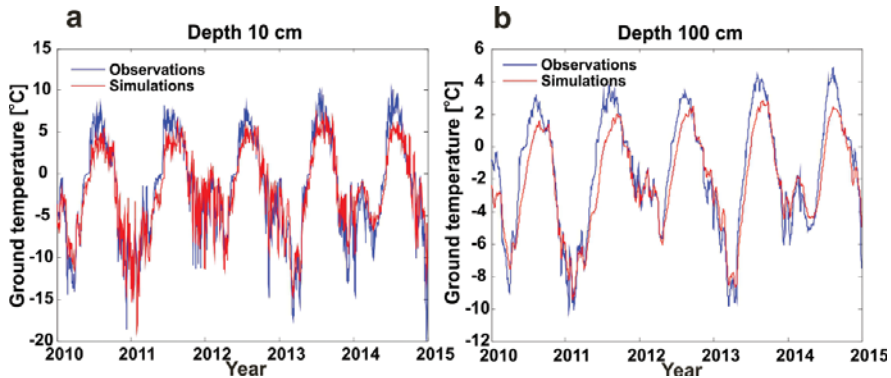 a
Depth 10 cm
Ground temperature [°C]
15
10
5
0
-5
-10
-15
-20
Observations
Simulations
2010 2011 2012 2013 2014 2015
Year
b
Depth 100 cm
Ground temperature [°C]
6
4
2
0
-2
-4
-6
-8
-10
-12
Observations
Simulations
2010 2011 2012 2013 2014 2015
Year